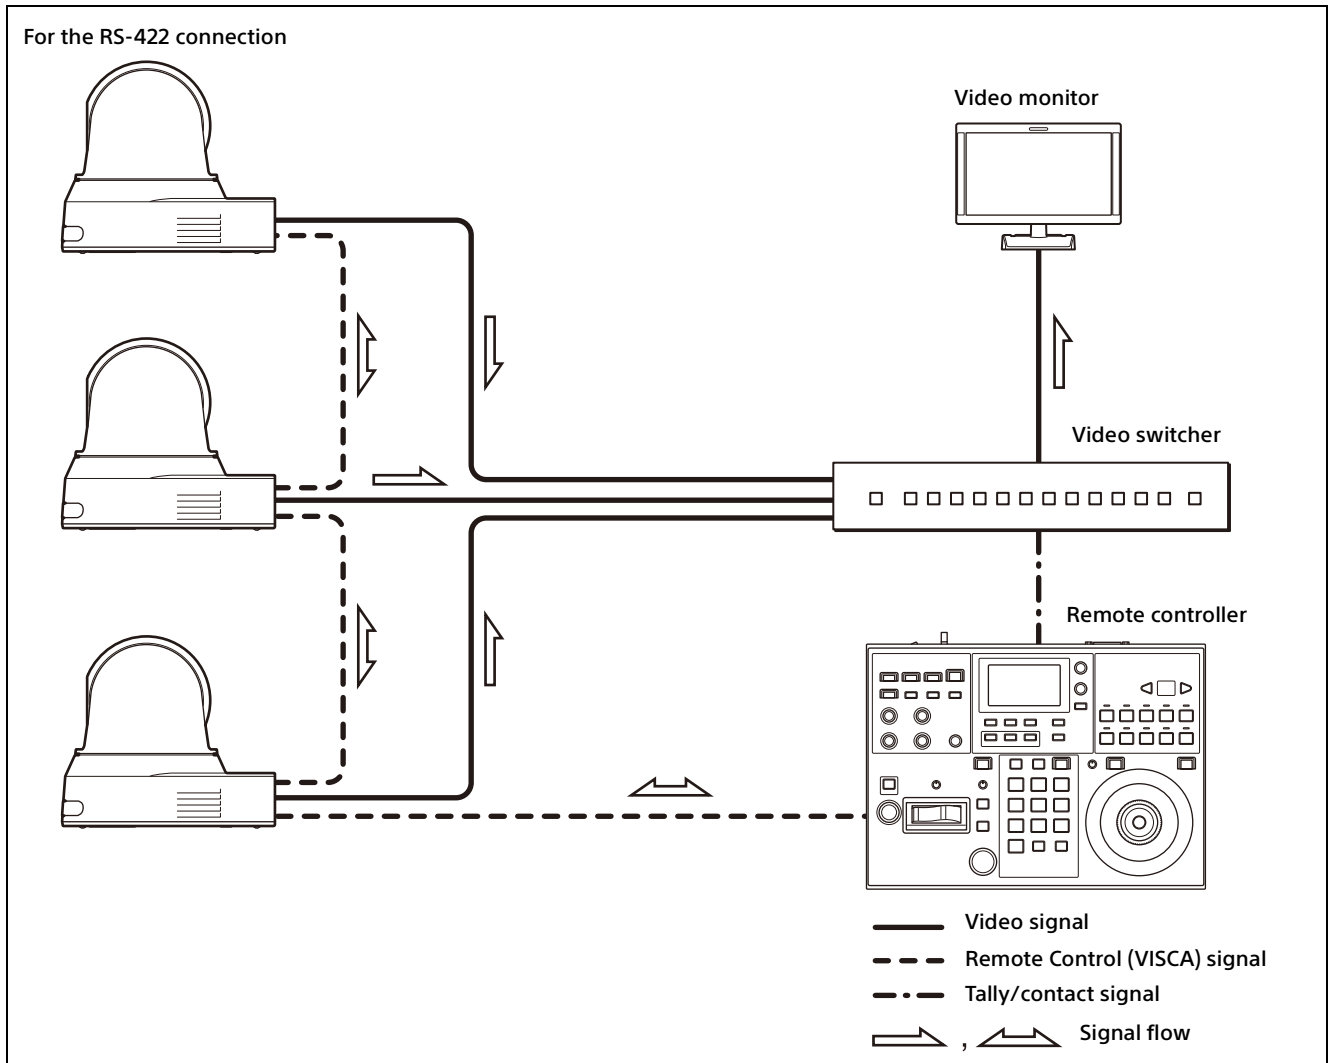 For the RS-422 connection
Video monitor
Video switcher
Remote controller
Video signal
Remote Control (VISCA) signal
Tally/contact signal
, Signal flow